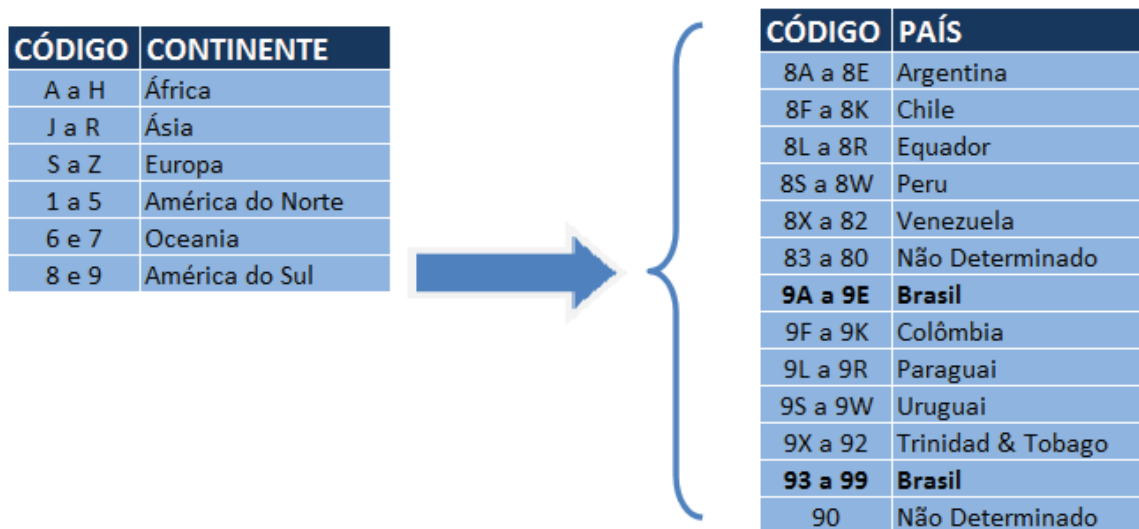 CÓDIGO CONTINENTE
A a H África
J a R Ásia
S a Z Europa
1 a 5 América do Norte
6 e 7 Oceania
8 e 9 América do Sul
CÓDIGO PAÍS
8A a 8E Argentina
8F a 8K Chile
8L a 8R Equador
8S a 8W Peru
8X a 82 Venezuela
83 a 80 Não Determinado
9A a 9E Brasil
9F a 9K Colômbia
9L a 9R Paraguai
9S a 9W Uruguai
9X a 92 Trinidad & Tobago
93 a 99 Brasil
90 Não Determinado